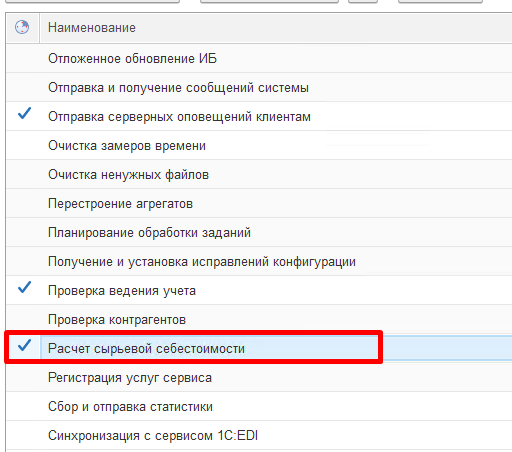 Наименование
Отложенное обновление ИБ
Отправка и получение сообщений системы
Отправка серверных оповещений клиентам
Очистка замеров времени
Очистка ненужных файлов
Перестроение агрегатов
Планирование обработки заданий
Получение и установка исправлений конфигурации
Проверка ведения учета
Проверка контрагентов
Расчет сырьевой себестоимости
Регистрация услуг сервиса
Сбор и отправка статистики
Синхронизация с сервисом 1C:EDI